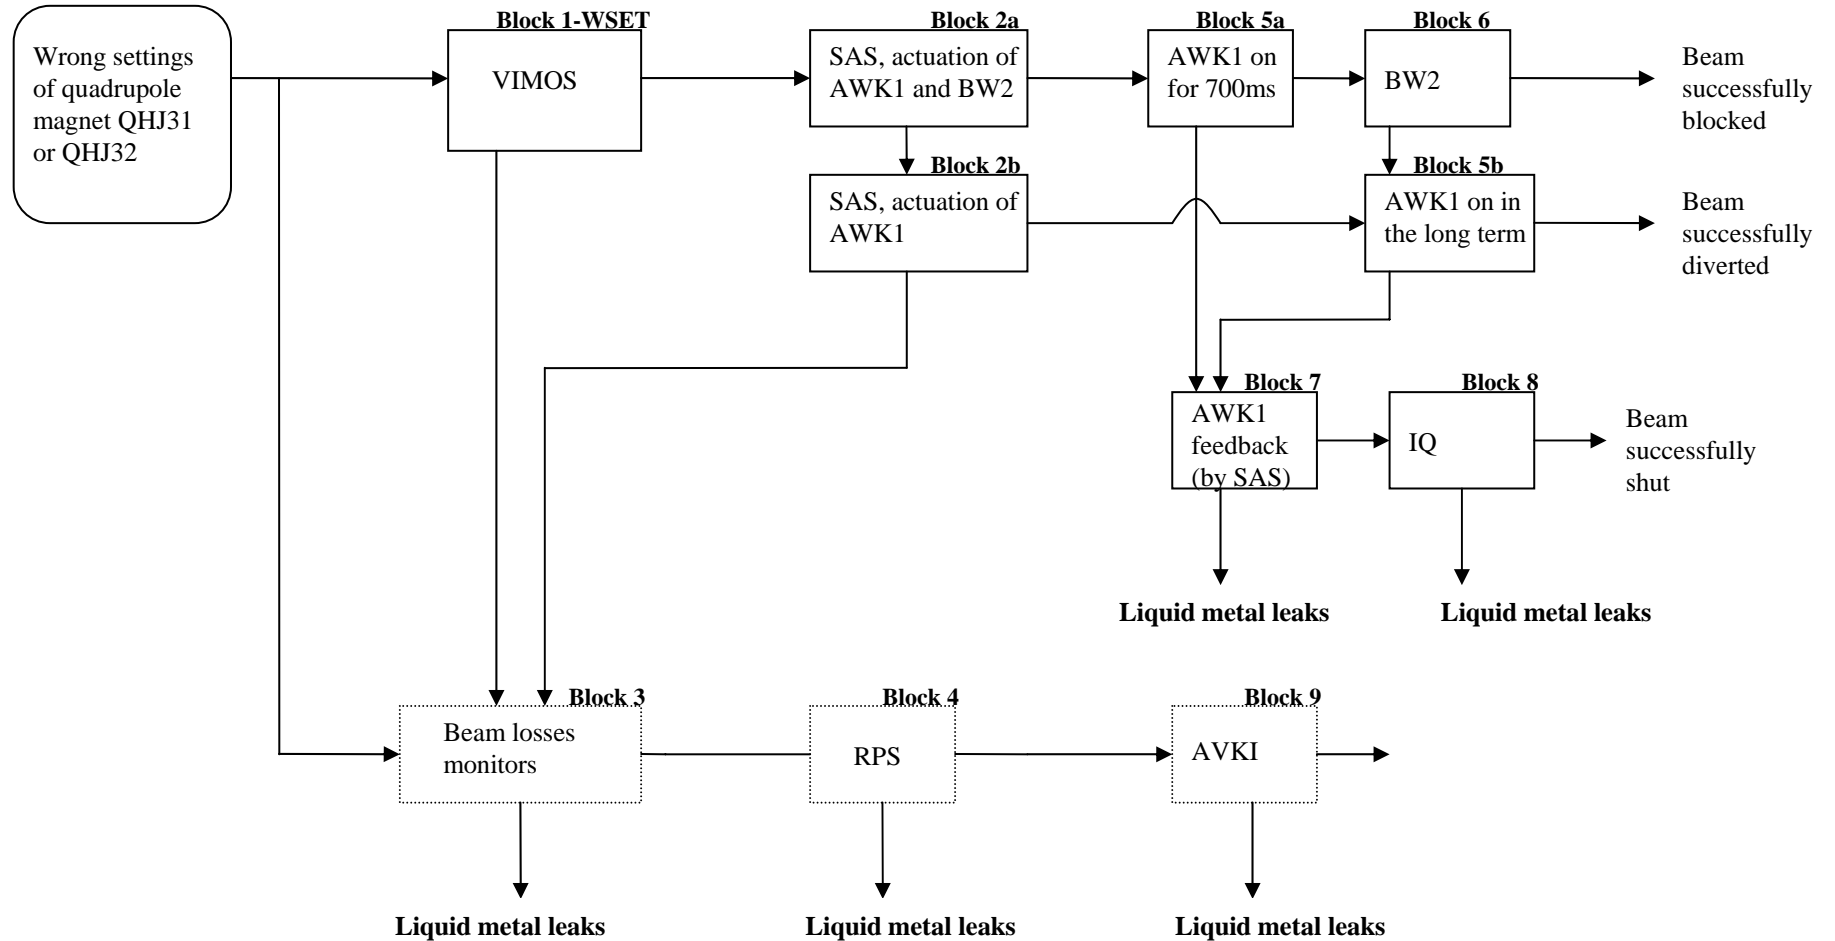 Block 1-WSET
Block 2a
Block 5a
Block 6
Wrong settings
of quadrupole
magnet QHJ31
or QHJ32
VIMOS
SAS, actuation of
AWK1 and BW2
AWK1 on
for 700ms
BW2
Beam
successfully
blocked
Block 2b
Block 5b
SAS, actuation of
AWK1
AWK1 on in
the long term
Beam
successfully
diverted
Block 7
Block 8
AWK1
feedback
(by SAS)
IQ
Beam
successfully
shut
Liquid metal leaks
Liquid metal leaks
Block 3
Block 4
Block 9
Beam losses
monitors
RPS
AVKI
Liquid metal leaks
Liquid metal leaks
Liquid metal leaks